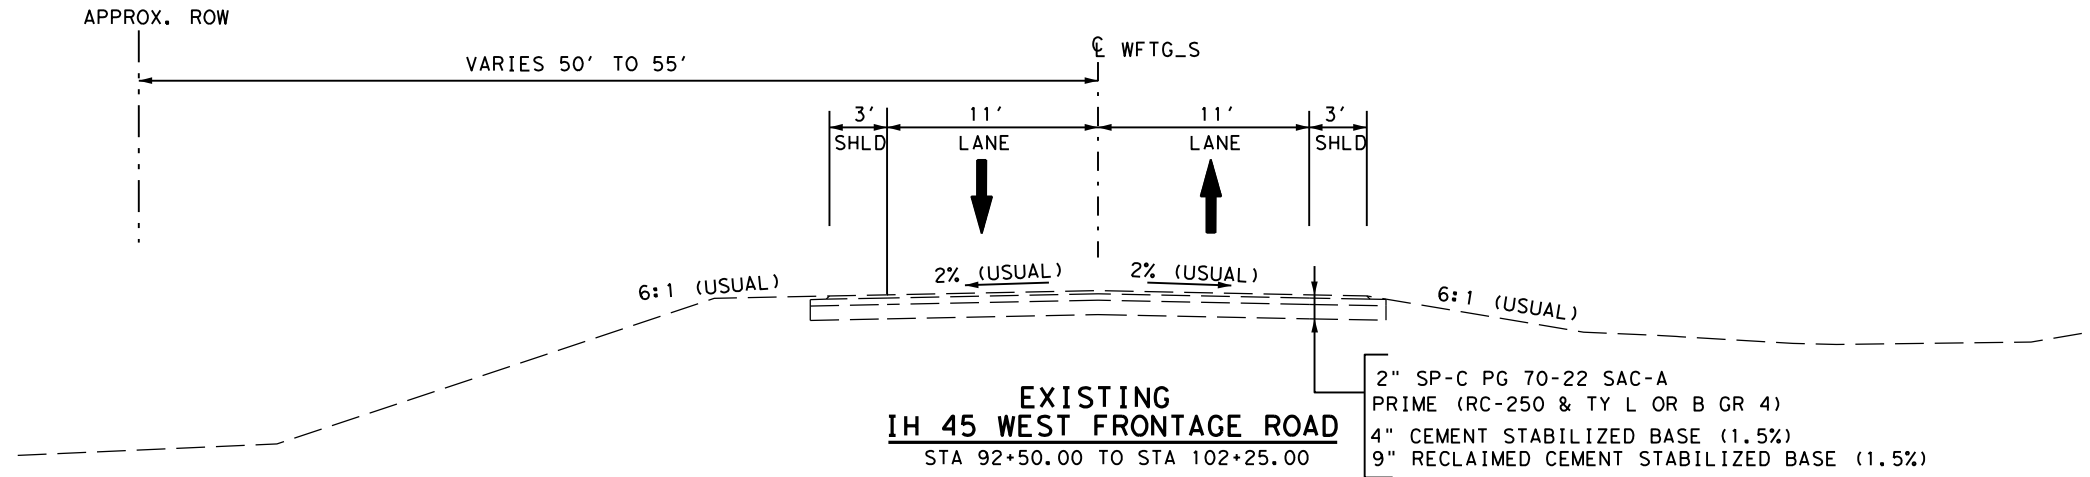 APPROX. ROW
℄ WFTG_S
VARIES 50' TO 55'
3' 11' 11' 3'
SHLD LANE LANE SHLD
6:1 (USUAL) 2% (USUAL) 2% (USUAL) 6:1 (USUAL)
EXISTING
IH 45 WEST FRONTAGE ROAD
STA 92+50.00 TO STA 102+25.00
2" SP-C PG 70-22 SAC-A
PRIME (RC-250 & TY L OR B GR 4)
4" CEMENT STABILIZED BASE (1.5%)
9" RECLAIMED CEMENT STABILIZED BASE (1.5%)